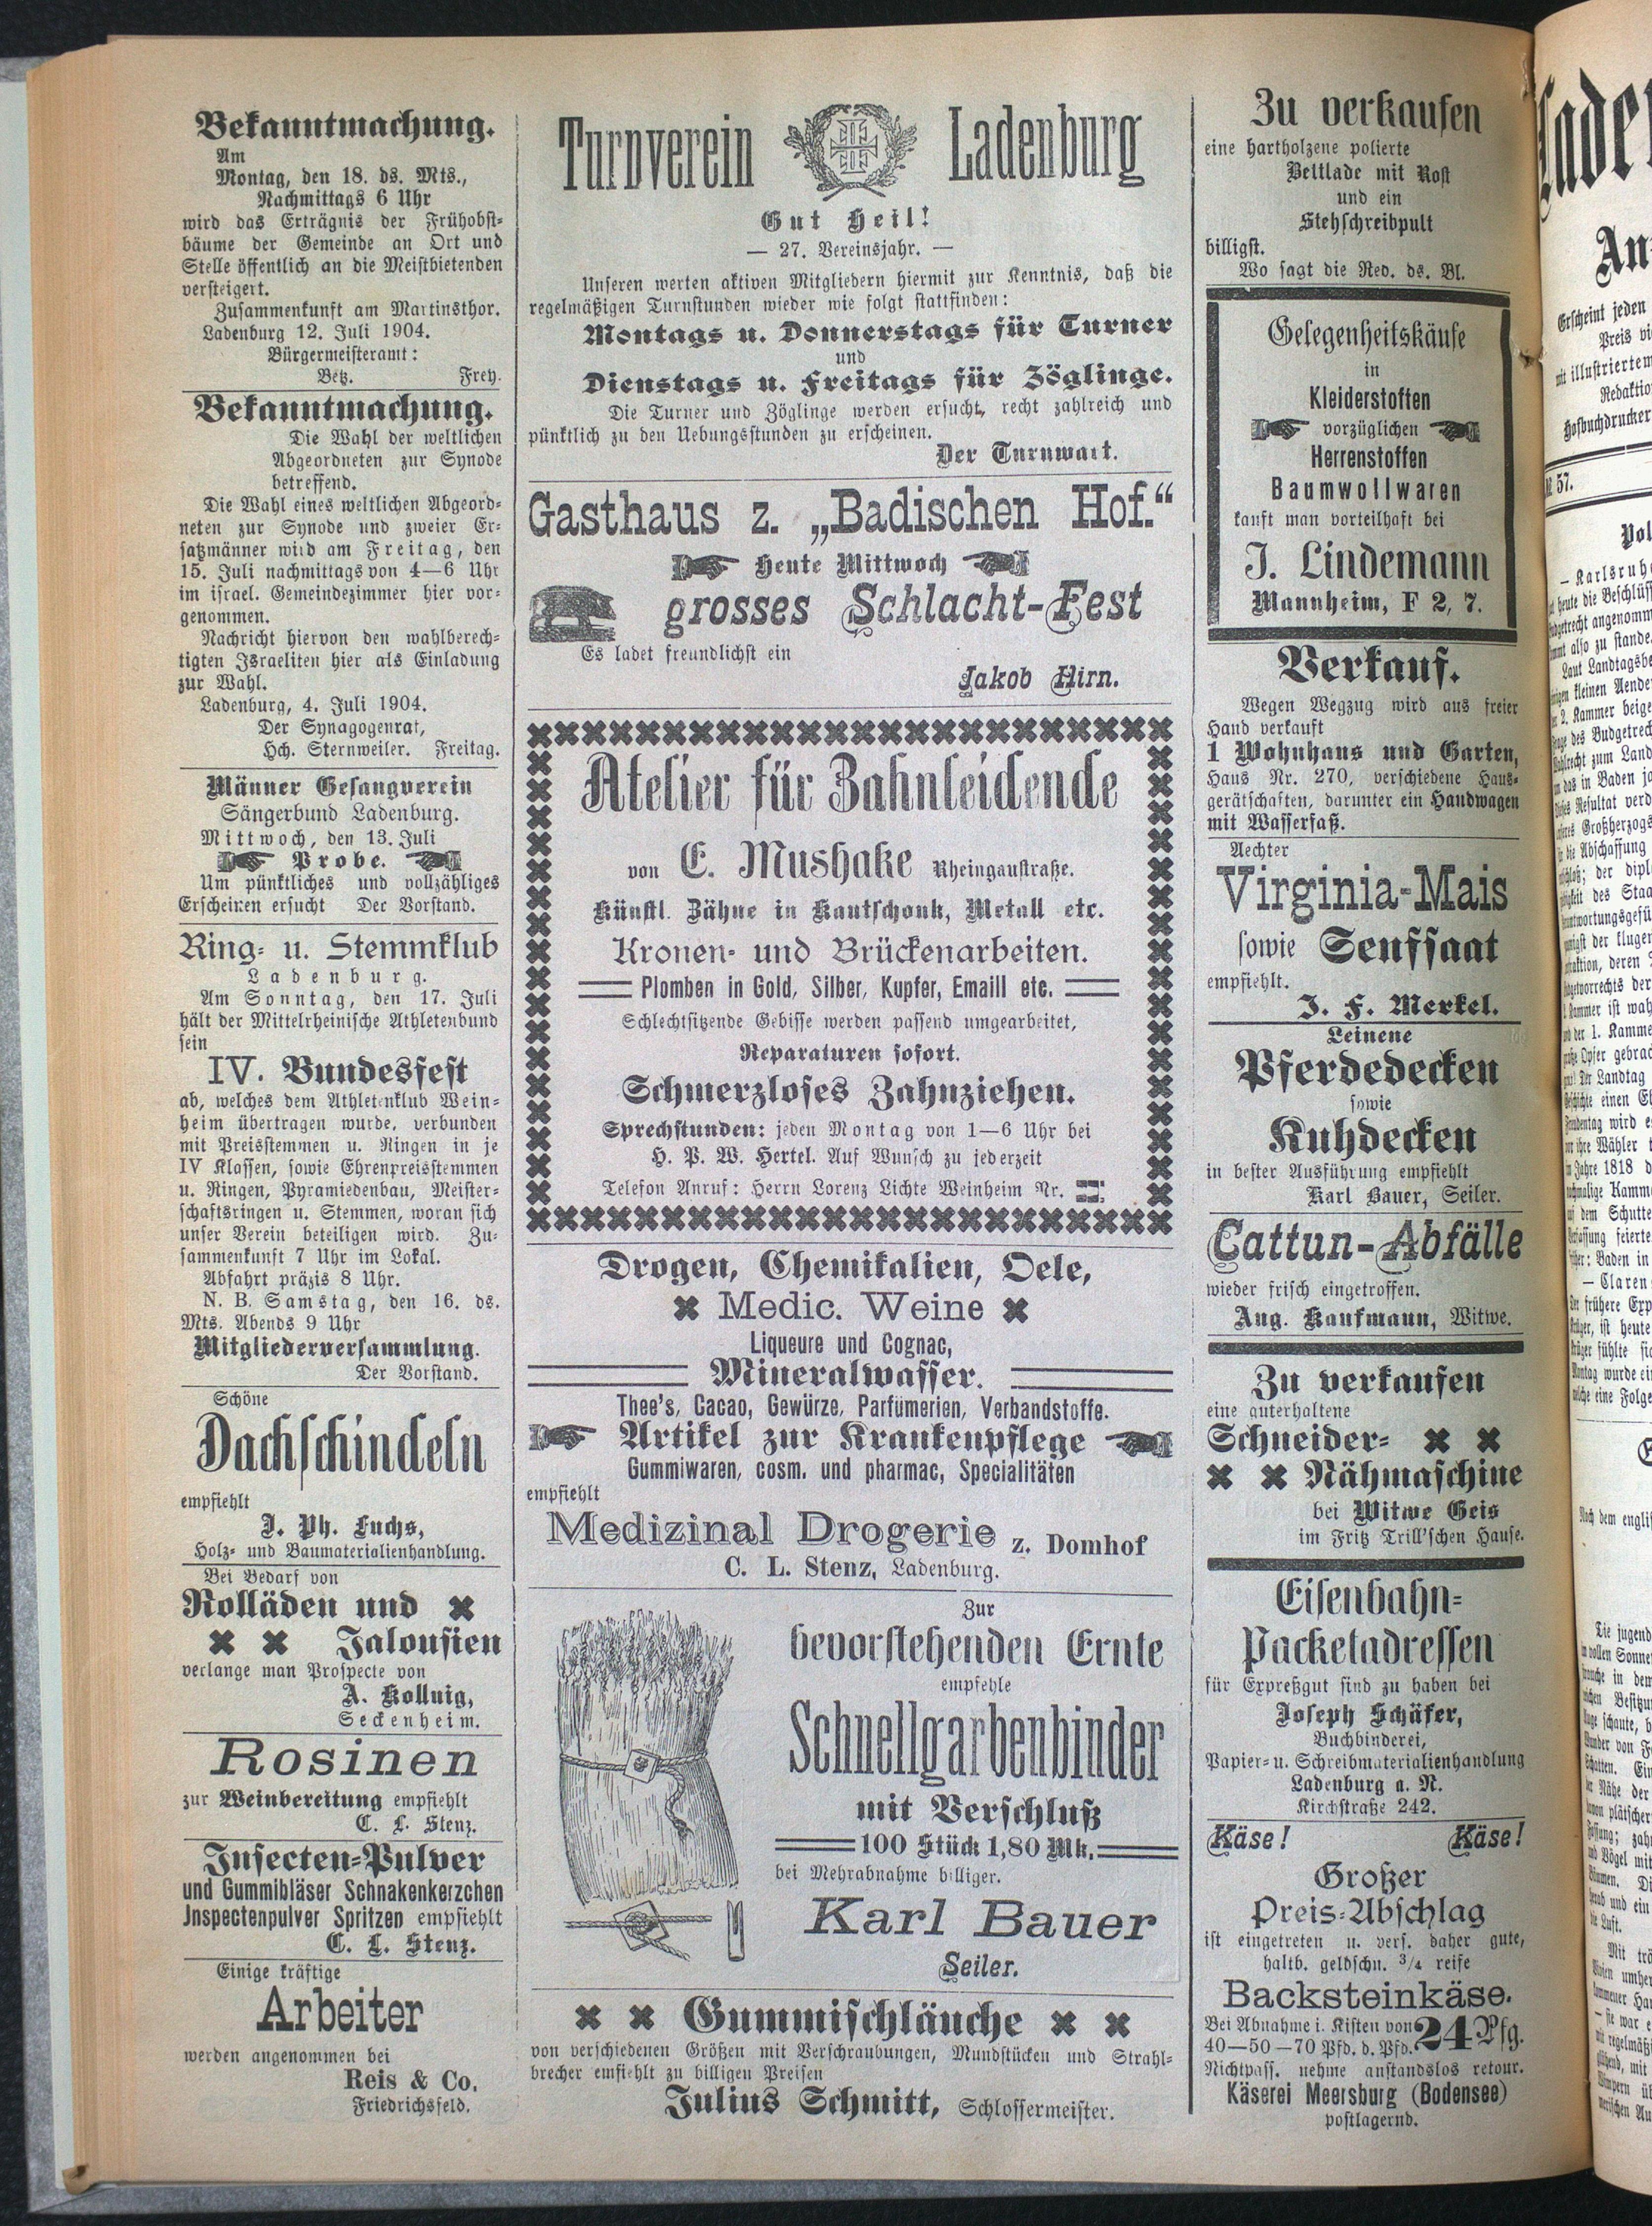 Bekanntmachung.
Am
Montag, den 18. ds. Mts.,
Nachmittags 6 Uhr
wird das Erträgnis der Frühobst-
bäume der Gemeinde an Ort und
Stelle öffentlich an die Meistbietenden
versteigert.
Zusammenkunft am Martinsthor.
Ladenburg 12. Juli 1904.
Bürgermeisteramt:
Betz. Frey.
Bekanntmachung.
Die Wahl der weltlichen
Abgeordneten zur Synode
betreffend.
Die Wahl eines weltlichen Abgeord-
neten zur Synode und zweier Er-
satzmänner wird am Freitag, den
15. Juli nachmittags von 4—6 Uhr
im israel. Gemeindezimmer hier vor-
genommen.
Nachricht hiervon den wahlberech-
tigten Israeliten hier als Einladung
zur Wahl.
Ladenburg, 4. Juli 1904.
Der Synagogenrat,
Hch. Sternweiler. Freitag.
Männer Gesangverein
Sängerbund Ladenburg.
Mittwoch, den 13. Juli
Probe.
Um pünktliches und vollzähliges
Erscheinen ersucht Der Vorstand.
Ring- u. Stemmklub
Ladenburg.
Am Sonntag, den 17. Juli
hält der Mittelrheinische Athletenbund
sein
IV. Bundesfest
ab, welches dem Athletenklub Wein-
heim übertragen wurde, verbunden
mit Preisstemmen u. Ringen in je
IV Klassen, sowie Ehrenpreisstemmen
u. Ringen, Pyramiedenbau, Meister-
schaftsringen u. Stemmen, woran sich
unser Verein beteiligen wird. Zu-
sammenkunft 7 Uhr im Lokal.
Abfahrt präzis 8 Uhr.
N. B. Samstag, den 16. ds.
Mts. Abends 9 Uhr
Mitgliederversammlung.
Der Vorstand.
Schöne
Dachschindeln
empfiehlt
J. Ph. Fuchs,
Holz- und Baumaterialienhandlung.
Bei Bedarf von
Rolläden und
Jalousien
verlange man Prospecte von
A. Kollnig,
Seckenheim.
Rosinen
zur Weinbereitung empfiehlt
C. L. Stenz.
Insecten-Pulver
und Gummibläser Schnakenkerzchen
Inspectenpulver Spritzen empfiehlt
C. L. Stenz.
Einige kräftige
Arbeiter
werden angenommen bei
Reis & Co.
Friedrichsfeld.
Turnverein Ladenburg
Gut Heil!
— 27. Vereinsjahr. —
Unseren werten aktiven Mitgliedern hiermit zur Kenntnis, daß die
regelmäßigen Turnstunden wieder wie folgt stattfinden:
Montags u. Donnerstags für Turner
und
Dienstags u. Freitags für Zöglinge.
Die Turner und Zöglinge werden ersucht, recht zahlreich und
pünktlich zu den Uebungsstunden zu erscheinen.
Der Turnwart.
Gasthaus z. „Badischen Hof.“
Heute Mittwoch
grosses Schlacht-Fest
Es ladet freundlichst ein
Jakob Hirn.
Atelier für Zahnleidende
von E. Mushake Rheingaustraße.
Künstl. Zähne in Kautschouk, Metall etc.
Kronen- und Brückenarbeiten.
Plomben in Gold, Silber, Kupfer, Emaill etc.
Schlechtsitzende Gebisse werden passend umgearbeitet,
Reparaturen sofort.
Schmerzloses Zahnziehen.
Sprechstunden: jeden Montag von 1—6 Uhr bei
H. P. W. Hertel. Auf Wunsch zu jederzeit
Telefon Anruf: Herrn Lorenz Lichte Weinheim Nr.
Drogen, Chemikalien, Oele,
Medic. Weine
Liqueure und Cognac,
Mineralwasser.
Thee's, Cacao, Gewürze, Parfümerien, Verbandstoffe.
Artikel zur Krankenpflege
Gummiwaren, cosm. und pharmac, Specialitäten
empfiehlt
Medizinal Drogerie z. Domhof
C. L. Stenz, Ladenburg.
Zur
bevorstehenden Ernte
empfehle
Schnellgarbenbinder
mit Verschluß
100 Stück 1,80 Mk.
bei Mehrabnahme billiger.
Karl Bauer
Seiler.
Gummischläuche
von verschiedenen Größen mit Verschraubungen, Mundstücken und Strahl-
brecher emfiehlt zu billigen Preisen
Julius Schmitt, Schlossermeister.
Zu verkaufen
eine hartholzene polierte
Bettlade mit Rost
und ein
Stehschreibpult
billigst.
Wo sagt die Red. ds. Bl.
Gelegenheitskäufe
in
Kleiderstoffen
vorzüglichen
Herrenstoffen
Baumwollwaren
kauft man vorteilhaft bei
J. Lindemann
Mannheim, F 2, 7.
Verkauf.
Wegen Wegzug wird aus freier
Hand verkauft
1 Wohnhaus und Garten,
Haus Nr. 270, verschiedene Haus-
gerätschaften, darunter ein Handwagen
mit Wasserfaß.
Aechter
Virginia-Mais
sowie Senfsaat
empfiehlt.
J. F. Merkel.
Leinene
Pferdedecken
sowie
Kuhdecken
in bester Ausführung empfiehlt
Karl Bauer, Seiler.
Cattun-Abfälle
wieder frisch eingetroffen.
Aug. Kaufmann, Witwe.
Zu verkaufen
eine guterhaltene
Schneider-
Nähmaschine
bei Witwe Geis
im Fritz Trill'schen Hause.
Eisenbahn-
Packetadressen
für Expreßgut sind zu haben bei
Joseph Schäfer,
Buchbinderei,
Papier- u. Schreibmaterialienhandlung
Ladenburg a. N.
Kirchstraße 242.
Käse! Käse!
Großer
Preis-Abschlag
ist eingetreten u. vers. daher gute,
haltb. geldschn. 3/4 reife
Backsteinkäse.
Bei Abnahme i. Kisten von
40—50—70 Pfd. d. Pfd. 24 Pfg.
Nichtpass. nehme anstandslos retour.
Käserei Meersburg (Bodensee)
postlagernd.
Erscheint jeden
mit illustriertem
Hofbuchdrucker
57.
— Karlsruhe